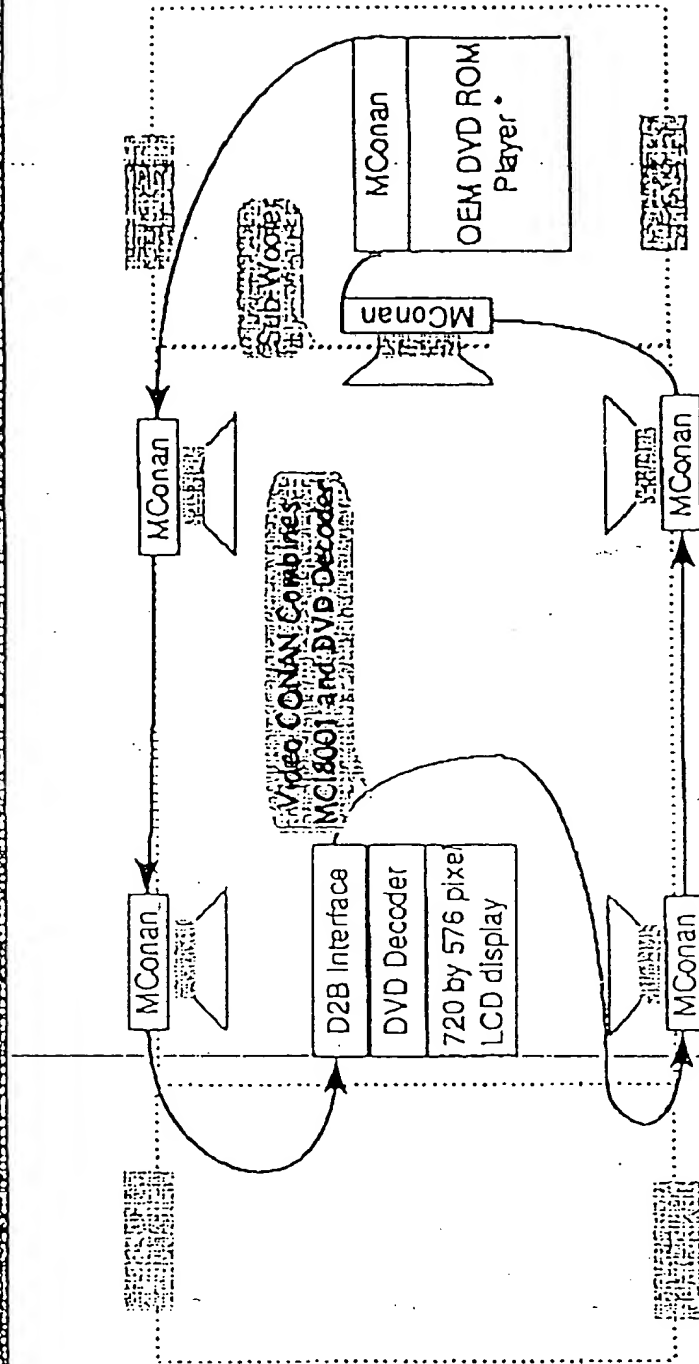 MConan
MConan
Sub Woofer
MConan
OEM DVD ROM
Player *
MConan
Video CONAN Combines
MCI8001 and DVD Decoder
D2B Interface
DVD Decoder
720 by 576 pixel
LCD display
MConan
MConan